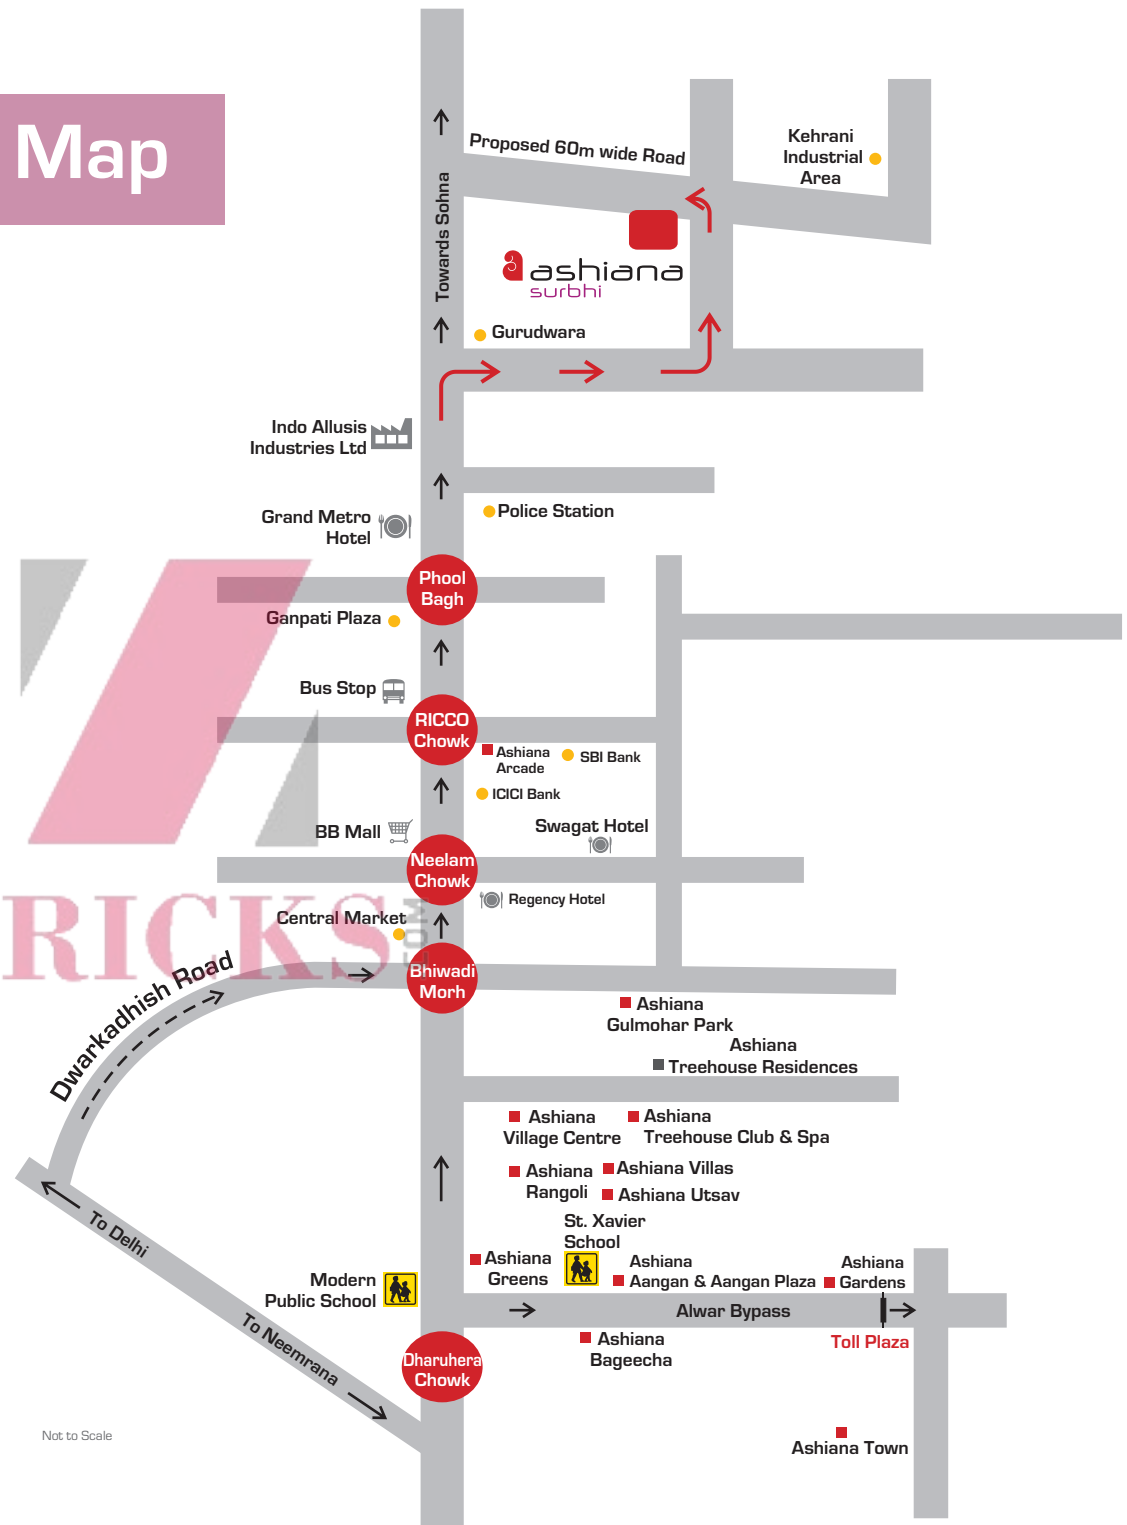 Map
Proposed 60m wide Road
Kehrani
Industrial
Area
Towards Sohna
ashiana
surbhi
Gurudwara
Indo Allusis
Industries Ltd
Grand Metro
Hotel
Police Station
Phool
Bagh
Ganpati Plaza
Bus Stop
RICCO
Chowk
Ashiana
Arcade
SBI Bank
ICICI Bank
BB Mall
Swagat Hotel
Neelam
Chowk
Regency Hotel
RICKS
.COM
Central Market
Bhiwadi
Morh
Dwarkadhish Road
Ashiana
Gulmohar Park
Ashiana
Treehouse Residences
Ashiana
Village Centre
Ashiana
Treehouse Club & Spa
Ashiana
Rangoli
Ashiana Villas
Ashiana Utsav
To Delhi
St. Xavier
School
Ashiana
Greens
Ashiana
Aangan & Aangan Plaza
Ashiana
Gardens
Modern
Public School
Alwar Bypass
To Neemrana
Toll Plaza
Ashiana
Bageecha
Dharuhera
Chowk
Not to Scale
Ashiana Town